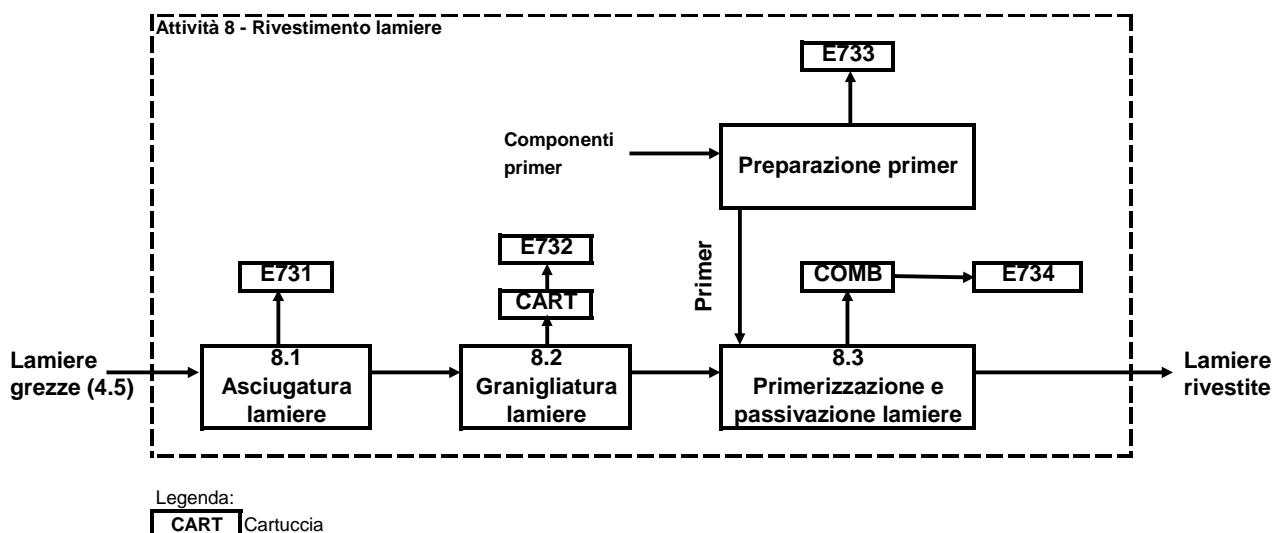 Attività 8 - Rivestimento lamiere
E733
Componenti
primer
Preparazione primer
E732
Primer
E731
CART
COMB
E734
Lamiere
grezze (4.5)
8.1
Asciugatura
lamiere
8.2
Granigliatura
lamiere
8.3
Primerizzazione e
passivazione lamiere
Lamiere
rivestite
Legenda:
CART Cartuccia